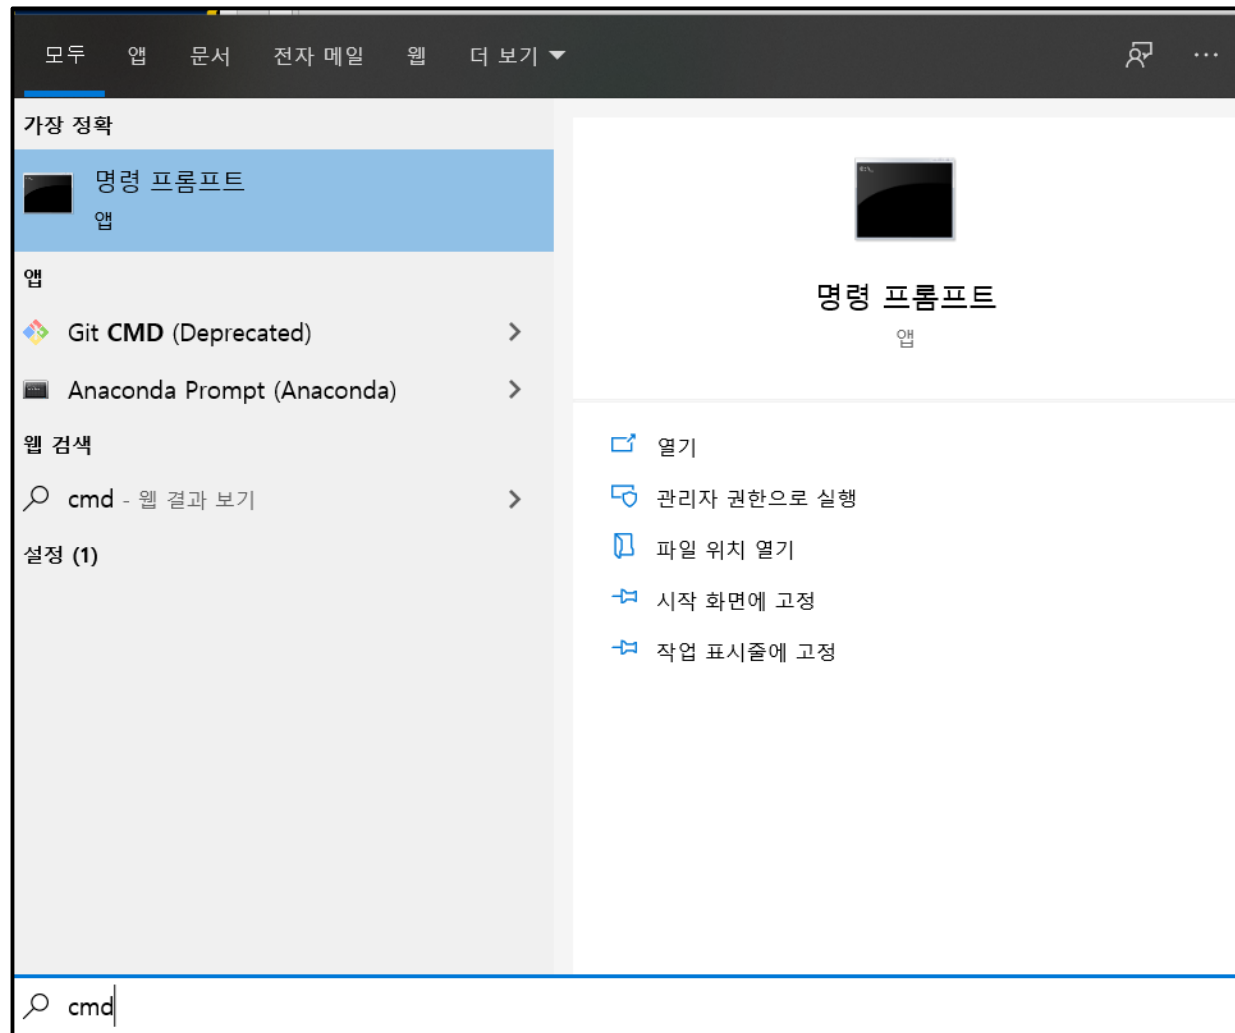 모두 앱 문서 전자 메일 웹 더 보기
가장 정확
명령 프롬프트
앱
앱
Git CMD (Deprecated)
Anaconda Prompt (Anaconda)
웹 검색
cmd - 웹 결과 보기
설정 (1)
명령 프롬프트
앱
열기
관리자 권한으로 실행
파일 위치 열기
시작 화면에 고정
작업 표시줄에 고정
cmd